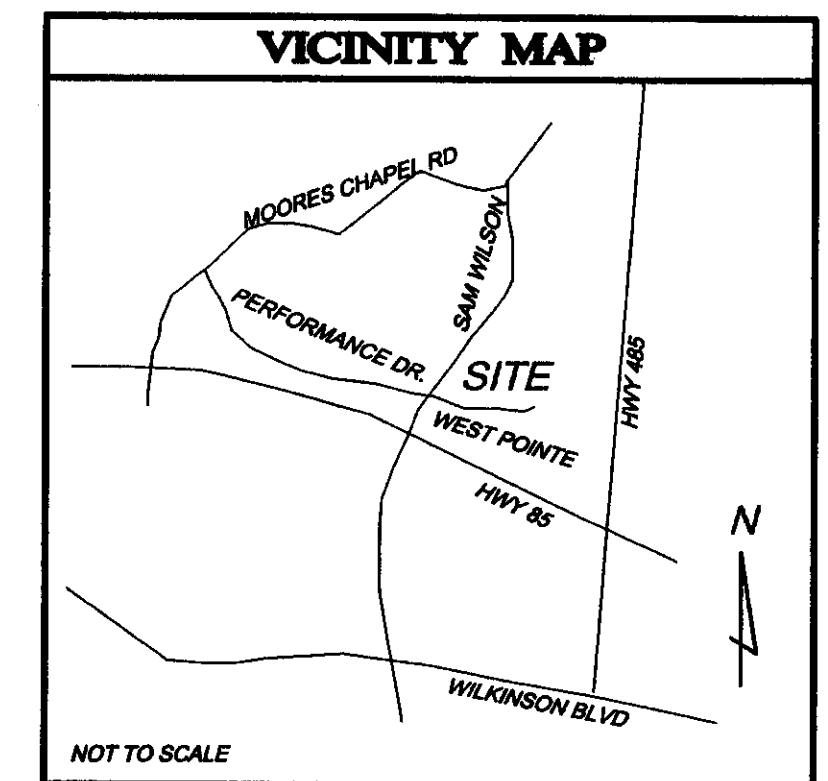 VICINITY MAP
MOORES CHAPEL RD
SAM WILSON
PERFORMANCE DR.
SITE
HWY 485
WEST POINTE
HWY 85
N
WILKINSON BLVD
NOT TO SCALE